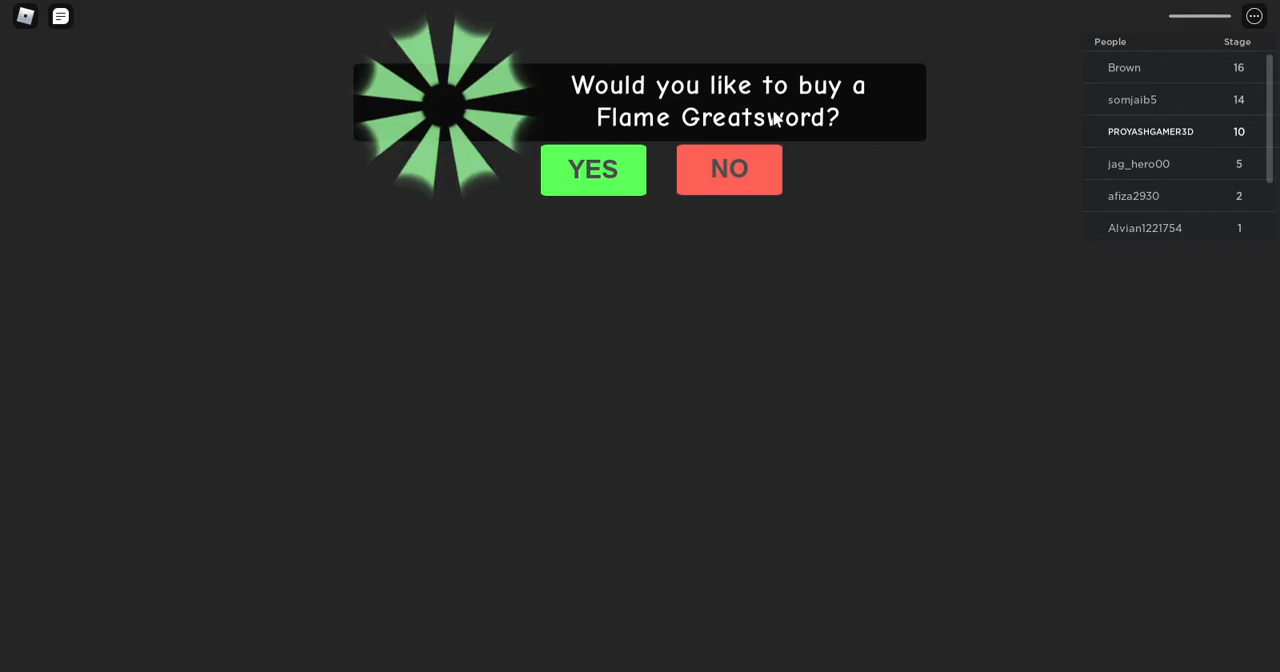 People Stage
Brown 16
somjaib5 14
PROYASHGAMER3D 10
jag_hero00 5
afiza2930 2
Alvian1221754 1
Would you like to buy a
Flame Greatsword?
YES NO